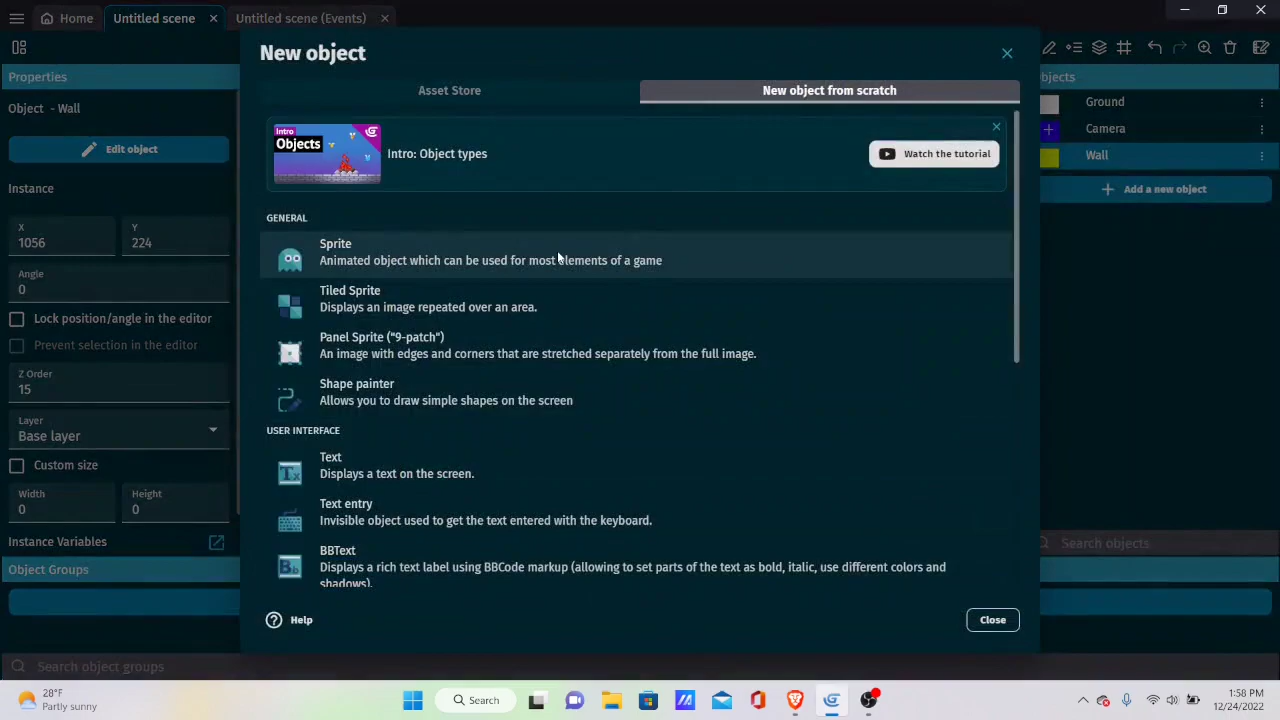 Home
Untitled scene
Untitled scene (Events)
New object
Properties
Object - Wall
Edit object
Instance
X
1056
Y
224
Angle
0
Lock position/angle in the editor
Prevent selection in the editor
Z Order
15
Layer
Base layer
Custom size
Width
0
Height
0
Instance Variables
Object Groups
Search object groups
Asset Store
New object from scratch
Intro
Objects
Intro: Object types
Watch the tutorial
GENERAL
Sprite
Animated object which can be used for most elements of a game
Tiled Sprite
Displays an image repeated over an area.
Panel Sprite ("9-patch")
An image with edges and corners that are stretched separately from the full image.
Shape painter
Allows you to draw simple shapes on the screen
USER INTERFACE
Text
Displays a text on the screen.
Text entry
Invisible object used to get the text entered with the keyboard.
BBText
Displays a rich text label using BBCode markup (allowing to set parts of the text as bold, italic, use different colors and
shadows).
Help
Close
Objects
Ground
Camera
Wall
Add a new object
Search objects
28°F
Partly sunny
Search
1:58 PM
12/24/2022